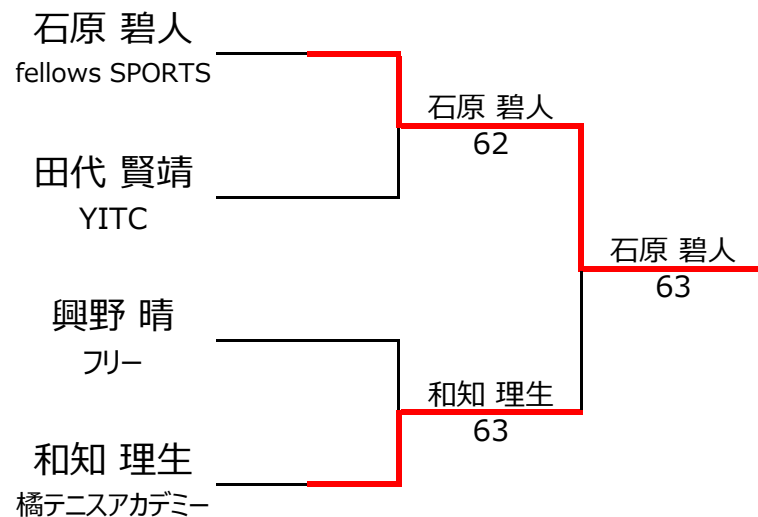 石原 碧人
fellows SPORTS
石原 碧人
62
田代 賢靖
YITC
石原 碧人
63
興野 晴
フリー
和知 理生
63
和知 理生
橘テニスアカデミー